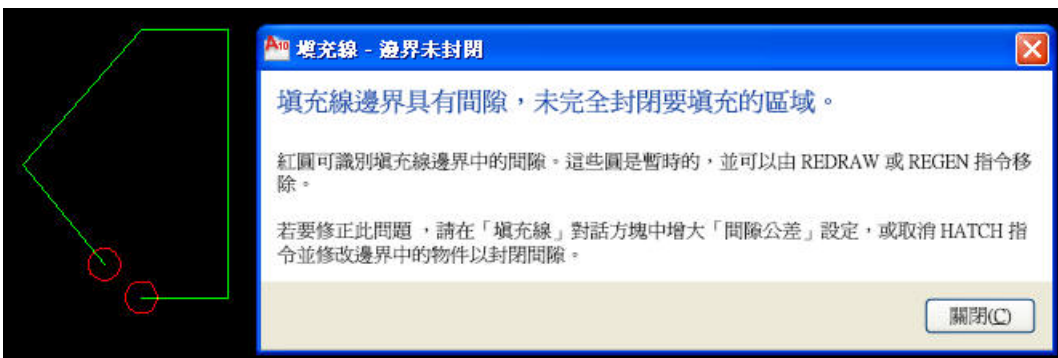 A10 填充線 - 邊界未封閉
填充線邊界具有間隙，未完全封閉要填充的區域。
紅圓可識別填充線邊界中的間隙。這些圓是暫時的，並可以由 REDRAW 或 REGEN 指令移
除。
若要修正此問題 ，請在「填充線」對話方塊中增大「間隙公差」設定，或取消 HATCH 指
令並修改邊界中的物件以封閉間隙。
關閉(C)